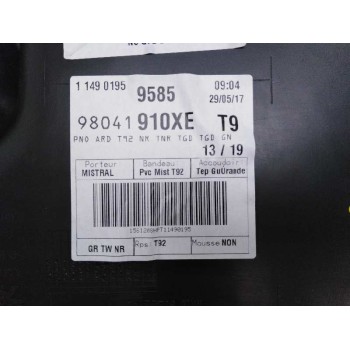 1 149 0195 9585 09:04
29/05/17
98041 910XE T9
PNO ARD T92 NR TNR TGD TGD GN
13 / 19
Porteur Bandeau Accoudoir
MISTRAL Pvc Mist T92 Tep GuGrande
GR TW NR Rps: T92 Mousse NON